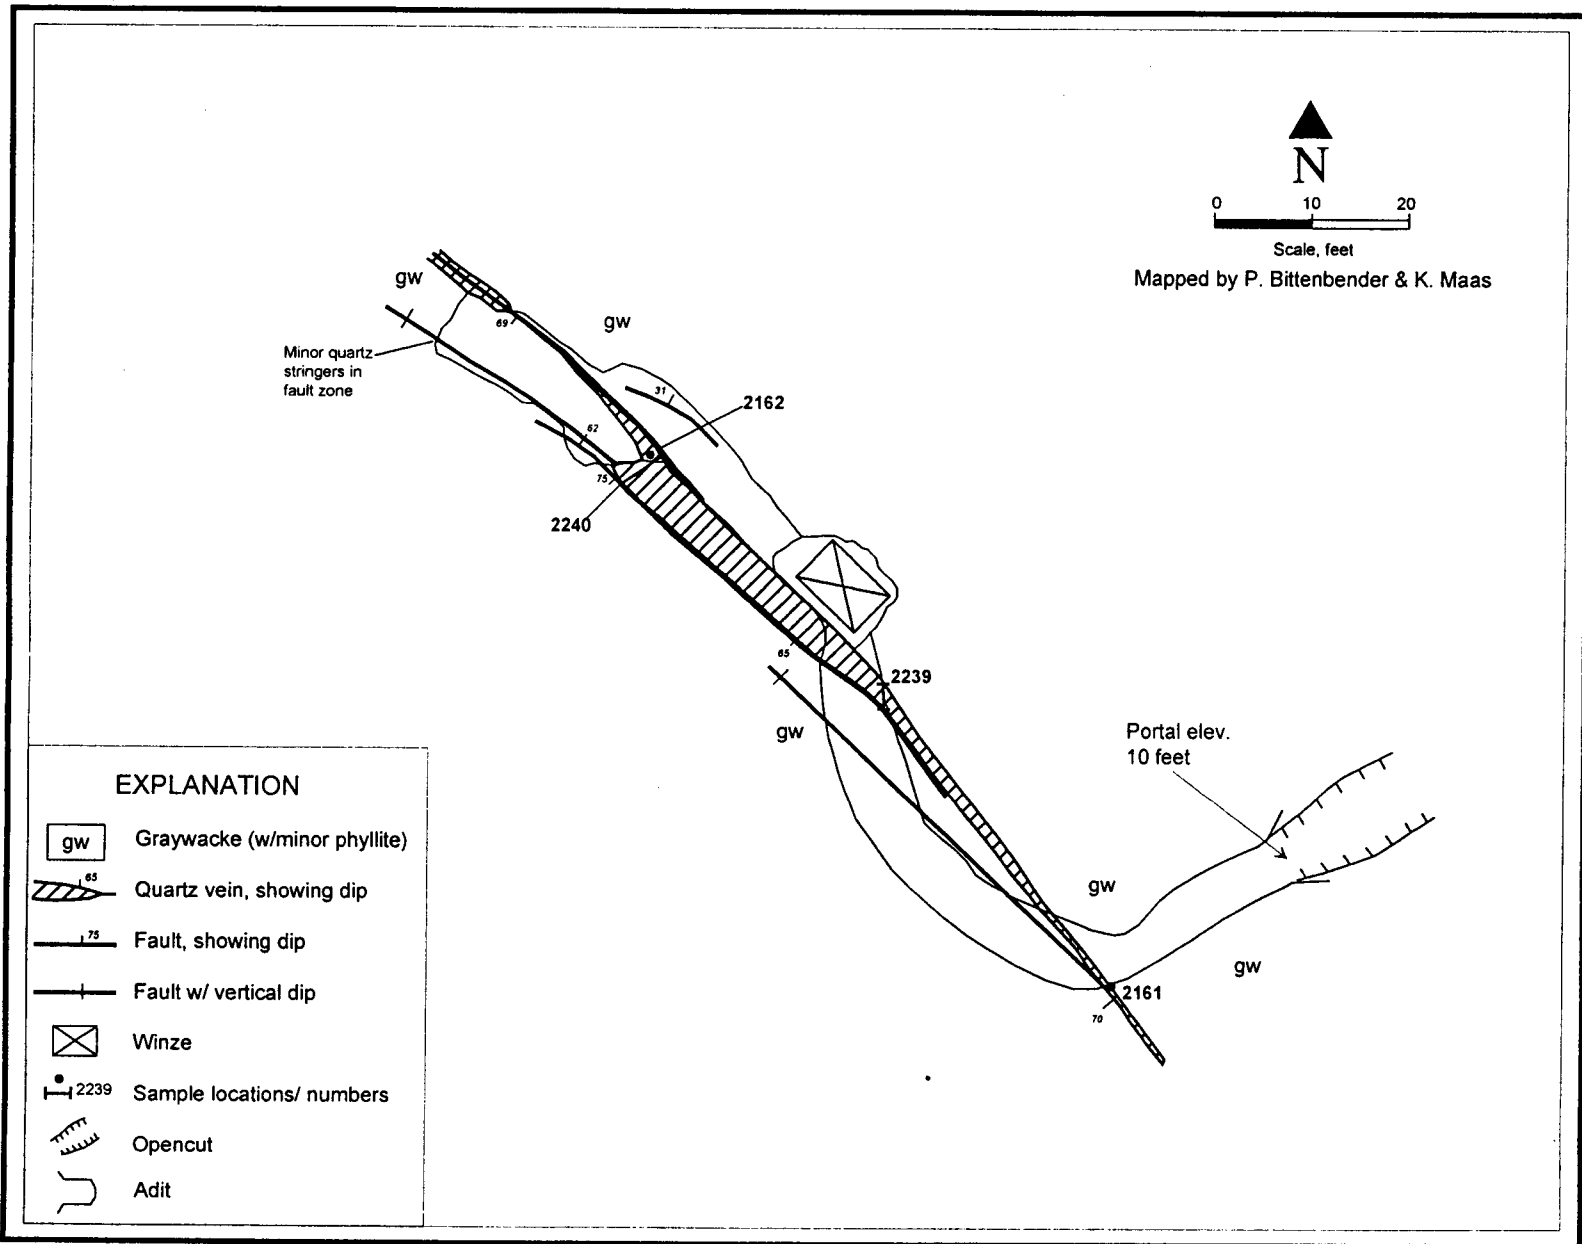 N
0 10 20
Scale, feet
Mapped by P. Bittenbender & K. Maas
gw
69
gw
Minor quartz
stringers in
fault zone
31
2162
62
75
2240
65
2239
gw
Portal elev.
10 feet
gw
gw
2161
70
EXPLANATION
gw Graywacke (w/minor phyllite)
65 Quartz vein, showing dip
75 Fault, showing dip
Fault w/ vertical dip
Winze
2239 Sample locations/ numbers
Opencut
Adit